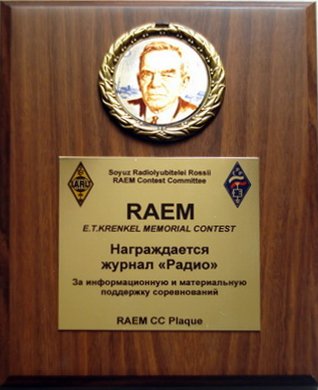 Soyuz Radiolyubitelei Rossii
RAEM Contest Committee
RAEM
E.T.KRENKEL MEMORIAL CONTEST
Награждается
журнал «Радио»
За информационную и материальную
поддержку соревнований
RAEM CC Plaque